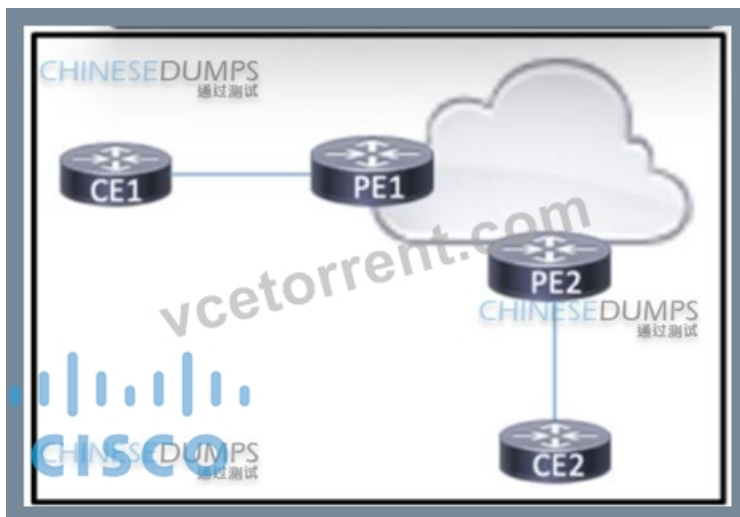 CHINESEDUMPS
通过测试
CE1
PE1
vcetorrent.com
PE2
CHINESEDUMPS
通过测试
CISCO
CHINESEDUMPS
通过测试
CE2